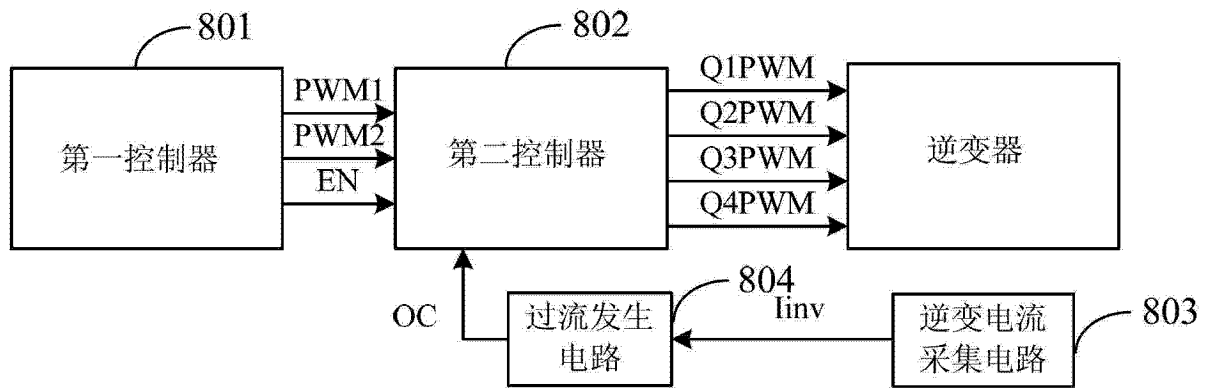 801
802
PWM1
PWM2
EN
第一控制器
第二控制器
Q1PWM
Q2PWM
Q3PWM
Q4PWM
逆变器
OC
过流发生
电路
804
Iinv
逆变电流
采集电路
803